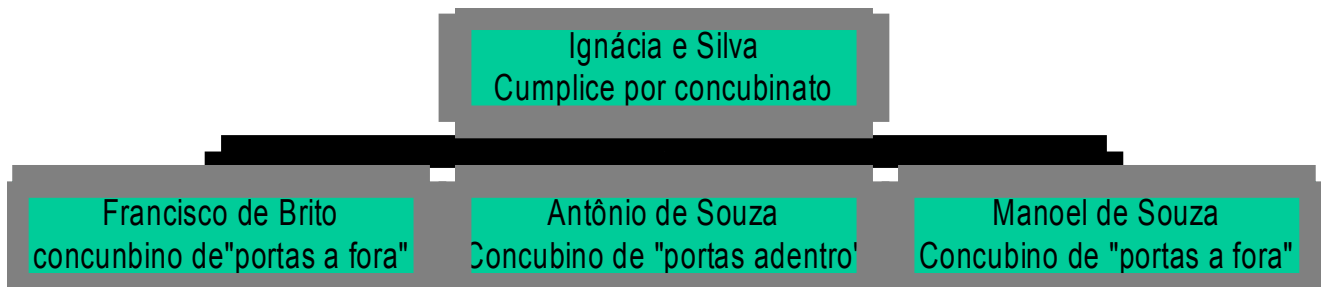 Ignácia e Silva
Cumplice por concubinato
Francisco de Brito
concunbino de"portas a fora"
Antônio de Souza
Concubino de "portas adentro"
Manoel de Souza
Concubino de "portas a fora"